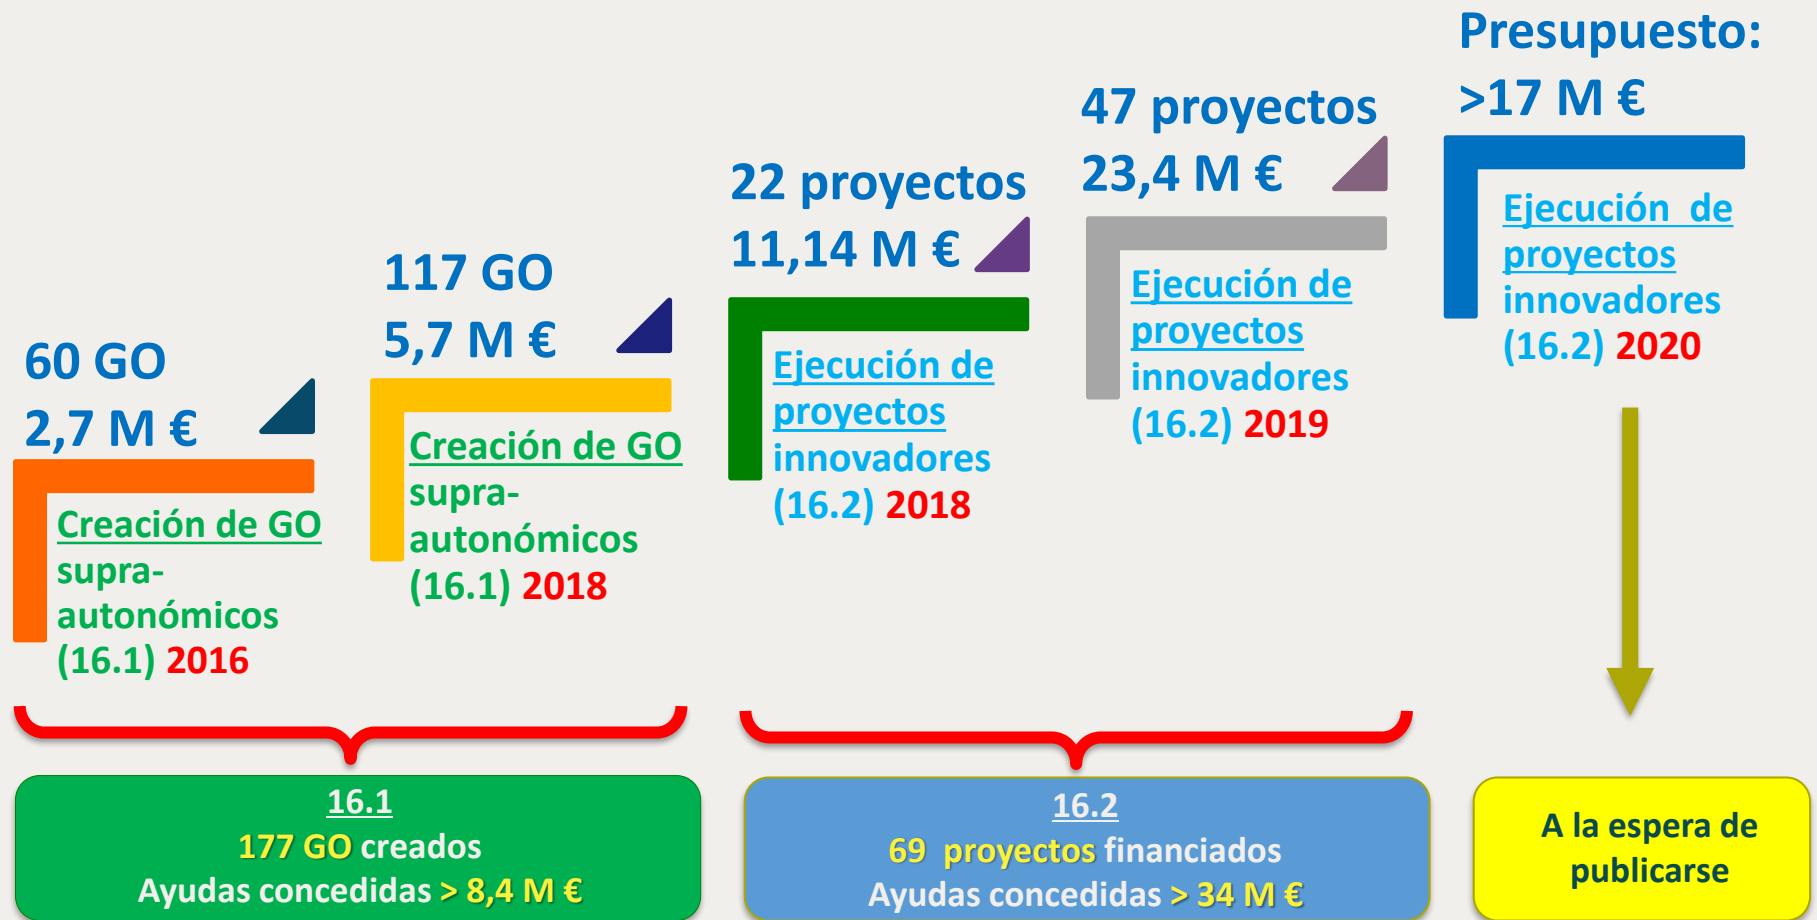 60 GO
2,7 M €
Creación de GO
supra-
autonómicos
(16.1) 2016
117 GO
5,7 M €
Creación de GO
supra-
autonómicos
(16.1) 2018
22 proyectos
11,14 M €
Ejecución de
proyectos
innovadores
(16.2) 2018
47 proyectos
23,4 M €
Ejecución de
proyectos
innovadores
(16.2) 2019
Presupuesto:
>17 M €
Ejecución de
proyectos
innovadores
(16.2) 2020
16.1
177 GO creados
Ayudas concedidas > 8,4 M €
16.2
69 proyectos financiados
Ayudas concedidas > 34 M €
A la espera de
publicarse